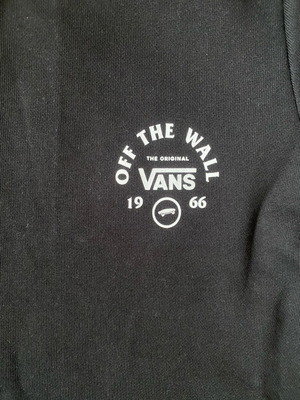 OFF THE WALL
THE ORIGINAL
VANS
19 66